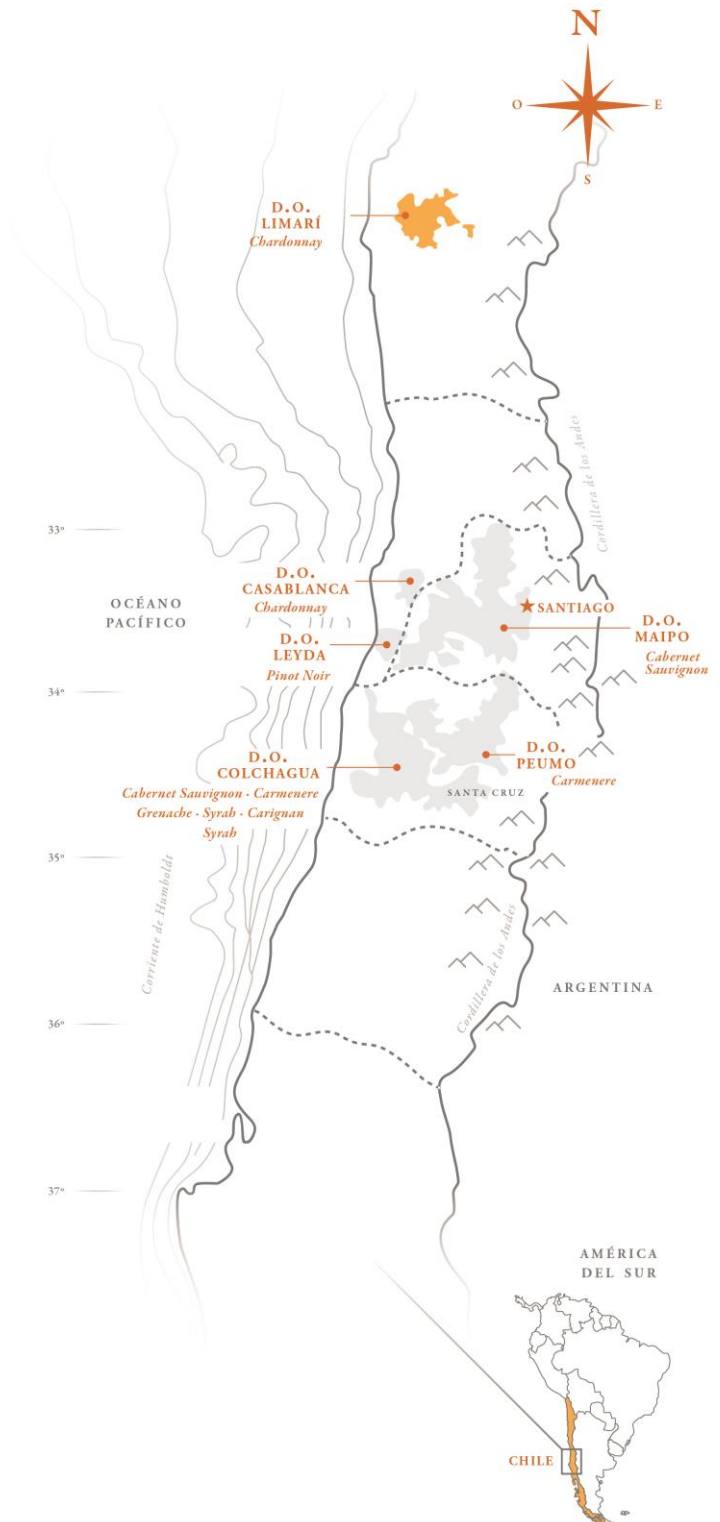 N
O
E
S
D.O.
LIMARÍ
Chardonnay
Cordillera de los Andes
33º
D.O.
CASABLANCA
Chardonnay
OCÉANO
PACÍFICO
SANTIAGO
D.O.
MAIPO
Cabernet
Sauvignon
D.O.
LEYDA
Pinot Noir
34º
D.O.
PEUMO
Carmenere
D.O.
COLCHAGUA
Cabernet Sauvignon · Carmenere
Grenache · Syrah · Carignan
Syrah
SANTA CRUZ
35º
Corriente de Humboldt
Cordillera de los Andes
ARGENTINA
36º
37º
AMÉRICA
DEL SUR
CHILE